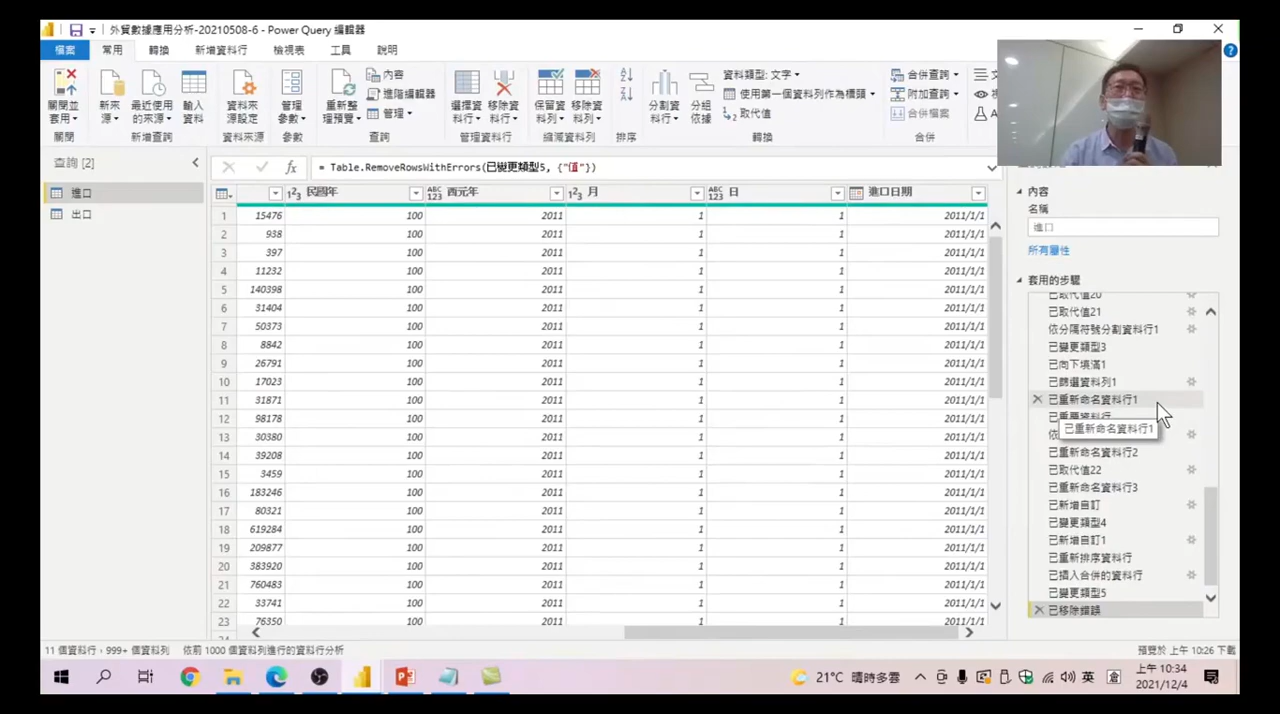 外貿數據應用分析-20210508-6 - Power Query 編輯器
檔案 常用 轉換 新增資料行 檢視表 工具 說明
關閉並套用 新來源 最近使用的來源 輸入資料 資料來源設定 管理參數 重新整理預覽 內容 進階編輯器 管理 選擇資料行 移除資料行 保留資料列 移除資料列 分割資料行 分組依據 資料類型: 文字 使用第一個資料列作為標頭 取代值 合併查詢 附加查詢 合併檔案
關閉 新增查詢 資料來源 參數 查詢 管理資料行 縮減資料列 排序 轉換 合併
查詢 [2]
進口
出口
= Table.RemoveRowsWithErrors(已變更類型5, {"值"})
民國年 西元年 月 日 進口日期
1 15476 100 2011 1 1 2011/1/1
2 938 100 2011 1 1 2011/1/1
3 397 100 2011 1 1 2011/1/1
4 11232 100 2011 1 1 2011/1/1
5 140398 100 2011 1 1 2011/1/1
6 31404 100 2011 1 1 2011/1/1
7 50373 100 2011 1 1 2011/1/1
8 8842 100 2011 1 1 2011/1/1
9 26791 100 2011 1 1 2011/1/1
10 17023 100 2011 1 1 2011/1/1
11 31871 100 2011 1 1 2011/1/1
12 98178 100 2011 1 1 2011/1/1
13 30380 100 2011 1 1 2011/1/1
14 39208 100 2011 1 1 2011/1/1
15 3459 100 2011 1 1 2011/1/1
16 183246 100 2011 1 1 2011/1/1
17 80321 100 2011 1 1 2011/1/1
18 619284 100 2011 1 1 2011/1/1
19 209877 100 2011 1 1 2011/1/1
20 383920 100 2011 1 1 2011/1/1
21 760483 100 2011 1 1 2011/1/1
22 33741 100 2011 1 1 2011/1/1
23 76350 100 2011 1 1 2011/1/1
內容
名稱
進口
所有屬性
套用的步驟
已取代值20
已取代值21
依分隔符號分割資料行1
已變更類型3
已向下填滿1
已篩選資料列1
已重新命名資料行1
已重新命名資料行1
已重新命名資料行2
已取代值22
已重新命名資料行3
已新增自訂
已變更類型4
已新增自訂1
已重新排序資料行
已插入合併的資料行
已變更類型5
已移除錯誤
11 個資料行，999+ 個資料列 依前 1000 個資料列進行的資料行分析
預覽於 上午 10:26 下載
21°C 晴時多雲
英
上午 10:34
2021/12/4